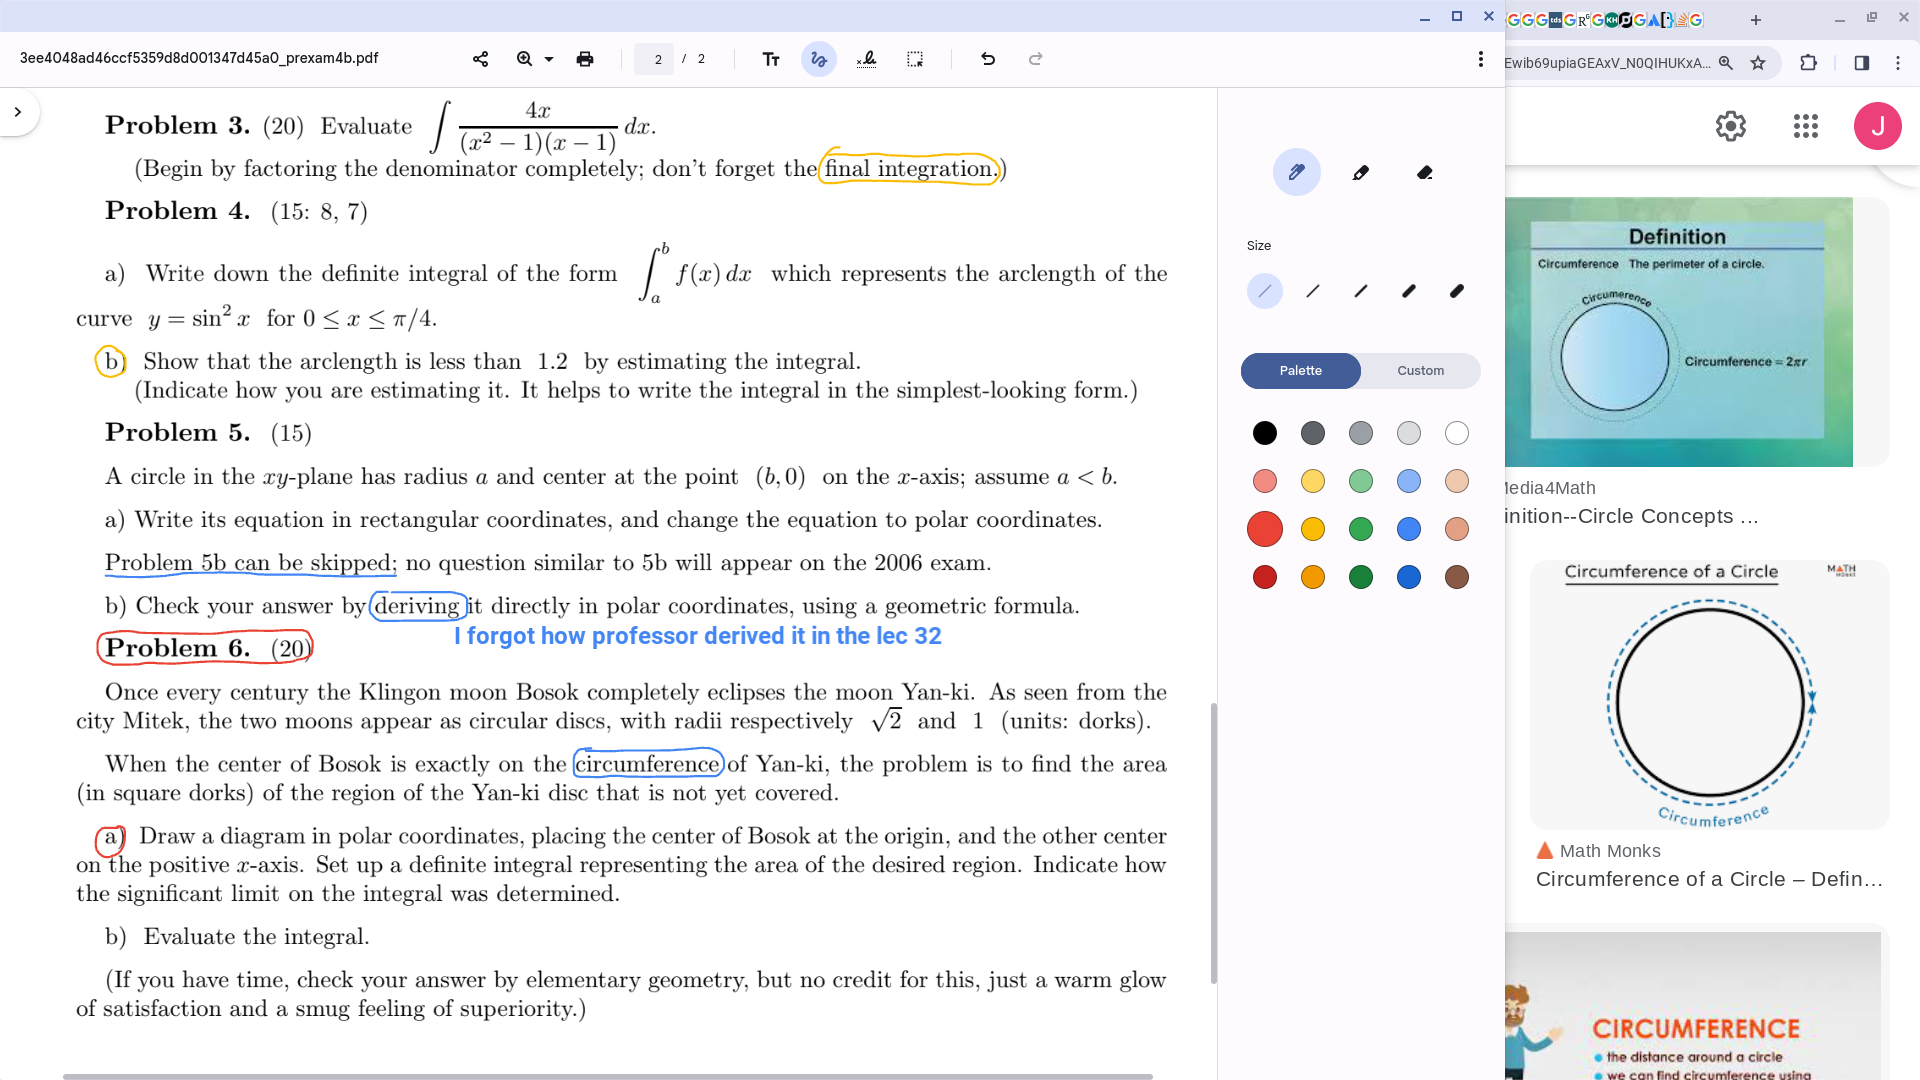 3ee4048ad46ccf5359d8d001347d45a0_prexam4b.pdf
2 / 2
Ewib69upiaGEAxV_N0QIHUKxA...
J
Problem 3. (20) Evaluate ∫ 4x / (x² − 1)(x − 1) dx.
(Begin by factoring the denominator completely; don't forget the final integration.)
Problem 4. (15: 8, 7)
a) Write down the definite integral of the form ∫_a^b f(x) dx which represents the arclength of the
curve y = sin² x for 0 ≤ x ≤ π/4.
b) Show that the arclength is less than 1.2 by estimating the integral.
(Indicate how you are estimating it. It helps to write the integral in the simplest-looking form.)
Problem 5. (15)
A circle in the xy-plane has radius a and center at the point (b, 0) on the x-axis; assume a < b.
a) Write its equation in rectangular coordinates, and change the equation to polar coordinates.
Problem 5b can be skipped; no question similar to 5b will appear on the 2006 exam.
b) Check your answer by deriving it directly in polar coordinates, using a geometric formula.
I forgot how professor derived it in the lec 32
Problem 6. (20)
Once every century the Klingon moon Bosok completely eclipses the moon Yan-ki. As seen from the
city Mitek, the two moons appear as circular discs, with radii respectively √2 and 1 (units: dorks).
When the center of Bosok is exactly on the circumference of Yan-ki, the problem is to find the area
(in square dorks) of the region of the Yan-ki disc that is not yet covered.
a) Draw a diagram in polar coordinates, placing the center of Bosok at the origin, and the other center
on the positive x-axis. Set up a definite integral representing the area of the desired region. Indicate how
the significant limit on the integral was determined.
b) Evaluate the integral.
(If you have time, check your answer by elementary geometry, but no credit for this, just a warm glow
of satisfaction and a smug feeling of superiority.)
Size
Palette
Custom
Definition
Circumference The perimeter of a circle.
Circumerence
Circumference = 2πr
Media4Math
inition--Circle Concepts ...
Circumference of a Circle
MATH
MONKS
Circumference
Math Monks
Circumference of a Circle – Defin...
CIRCUMFERENCE
the distance around a circle
we can find circumference using